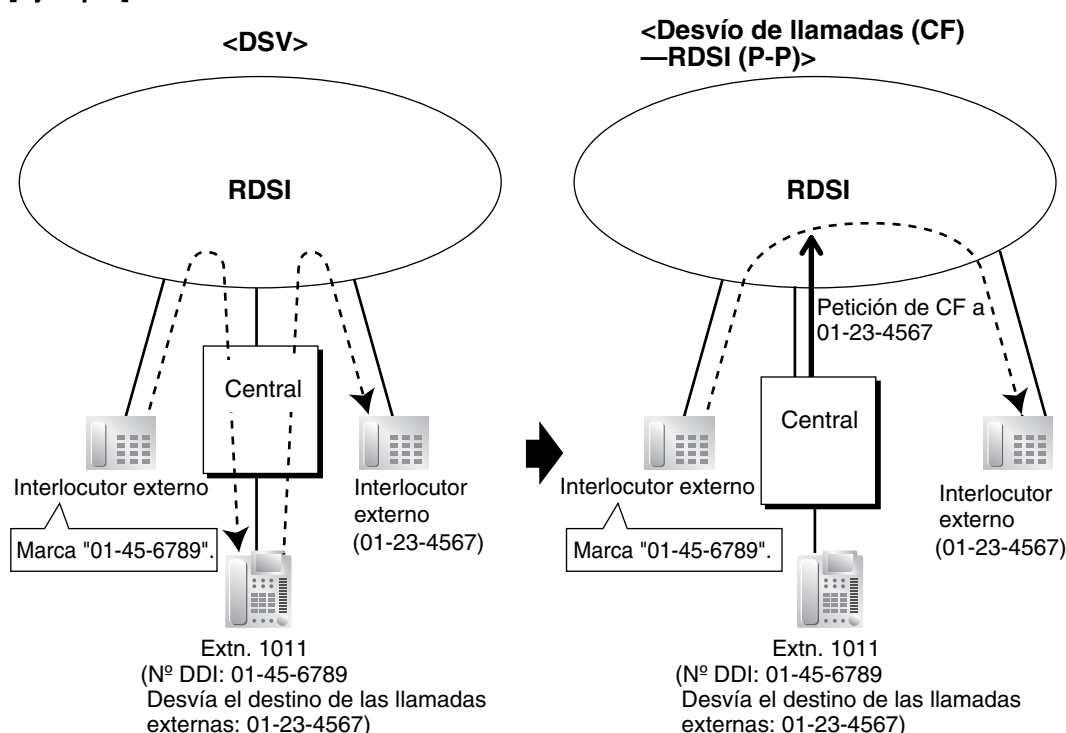 <DSV>
RDSI
Central
Interlocutor externo
Marca "01-45-6789".
Interlocutor
externo
(01-23-4567)
Extn. 1011
(Nº DDI: 01-45-6789
Desvía el destino de las llamadas
externas: 01-23-4567)
<Desvío de llamadas (CF)
—RDSI (P-P)>
RDSI
Petición de CF a
01-23-4567
Central
Interlocutor externo
Marca "01-45-6789".
Interlocutor
externo
(01-23-4567)
Extn. 1011
(Nº DDI: 01-45-6789
Desvía el destino de las llamadas
externas: 01-23-4567)